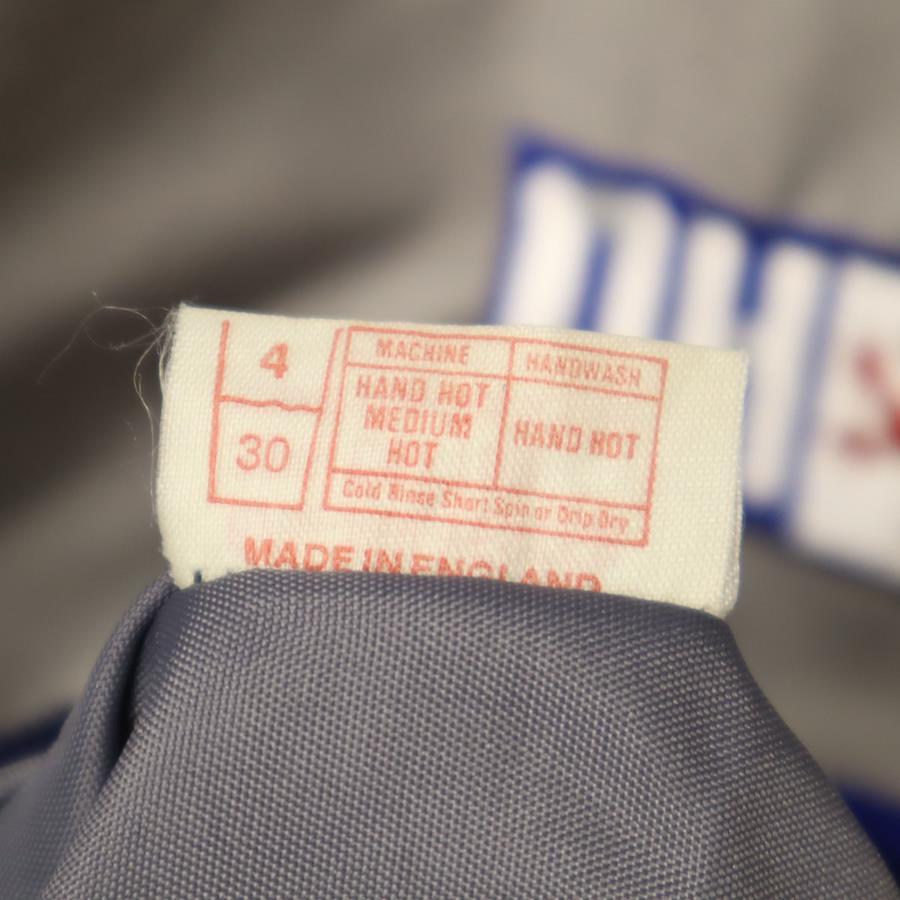 4
30
MACHINE
HANDWASH
HAND HOT
MEDIUM
HOT
HAND HOT
Cold Rinse Short Spin or Drip Dry
MADE IN ENGLAND